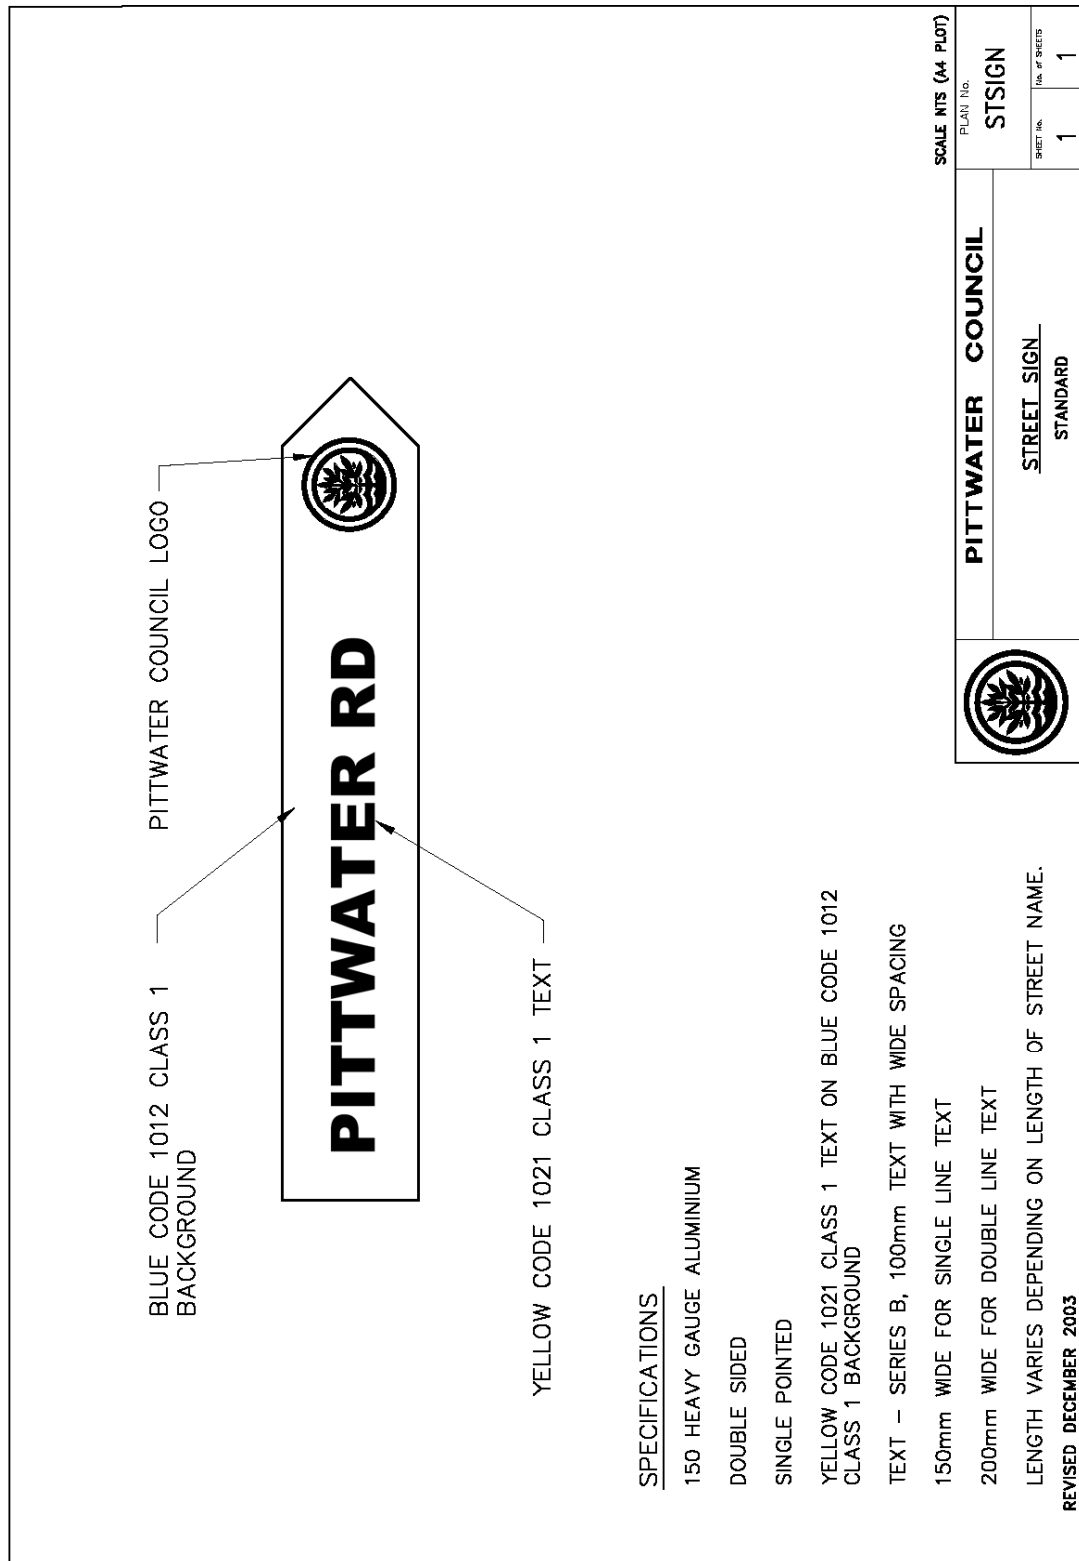 BLUE CODE 1012 CLASS 1
BACKGROUND
PITTWATER COUNCIL LOGO
PITTWATER RD
YELLOW CODE 1021 CLASS 1 TEXT
SPECIFICATIONS
150 HEAVY GAUGE ALUMINIUM
DOUBLE SIDED
SINGLE POINTED
YELLOW CODE 1021 CLASS 1 TEXT ON BLUE CODE 1012
CLASS 1 BACKGROUND
TEXT – SERIES B, 100mm TEXT WITH WIDE SPACING
150mm WIDE FOR SINGLE LINE TEXT
200mm WIDE FOR DOUBLE LINE TEXT
LENGTH VARIES DEPENDING ON LENGTH OF STREET NAME.
REVISED DECEMBER 2003
SCALE NTS (A4 PLOT)
PITTWATER COUNCIL
STREET SIGN
STANDARD
PLAN No.
STSIGN
SHEET No.
1
No. of SHEETS
1